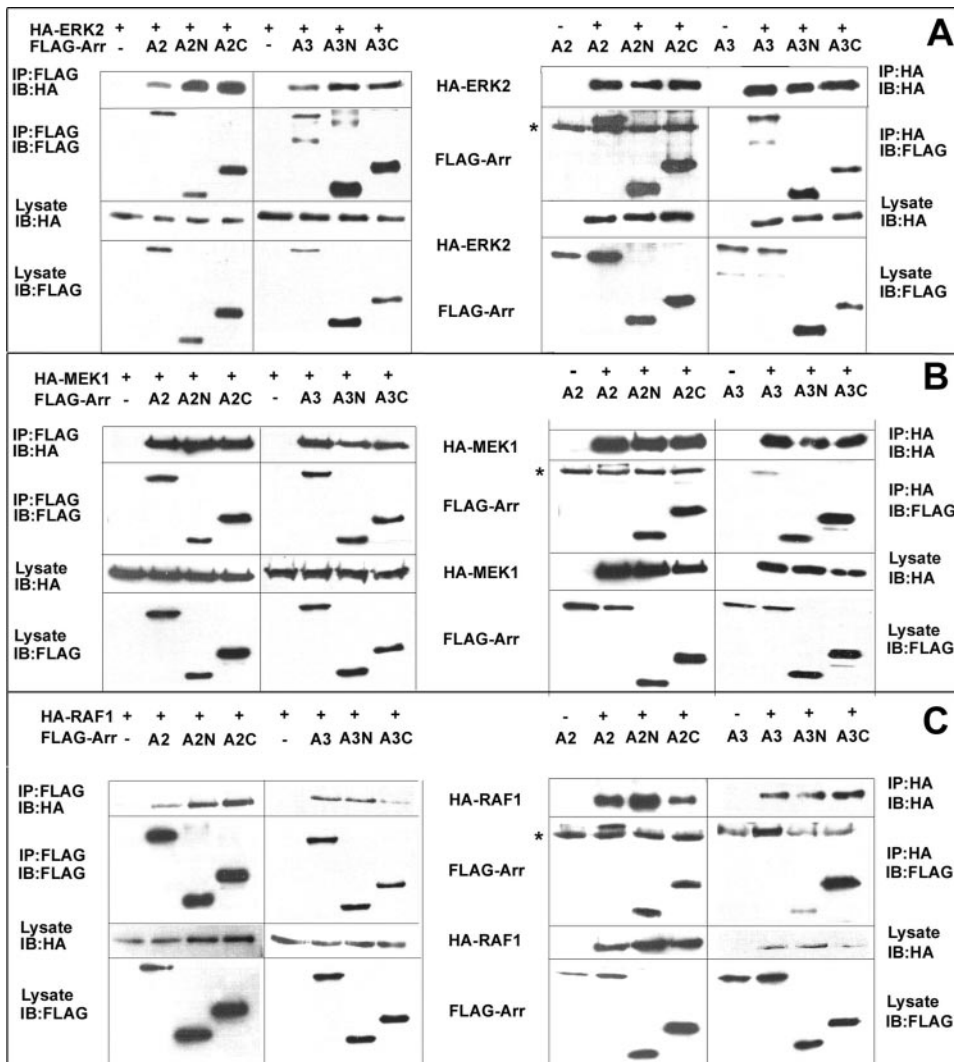 HA-ERK2 + + + + + + + +
FLAG-Arr - A2 A2N A2C - A3 A3N A3C
- + + + - + + +
A2 A2 A2N A2C A3 A3 A3N A3C
A
IP:FLAG
IB:HA
HA-ERK2
IP:HA
IB:HA
IP:FLAG
IB:FLAG
*
FLAG-Arr
IP:HA
IB:FLAG
Lysate
IB:HA
HA-ERK2
Lysate
IB:HA
Lysate
IB:FLAG
FLAG-Arr
Lysate
IB:FLAG
HA-MEK1 + + + + + + + +
FLAG-Arr - A2 A2N A2C - A3 A3N A3C
- + + + - + + +
A2 A2 A2N A2C A3 A3 A3N A3C
B
IP:FLAG
IB:HA
HA-MEK1
IP:HA
IB:HA
IP:FLAG
IB:FLAG
*
FLAG-Arr
IP:HA
IB:FLAG
Lysate
IB:HA
HA-MEK1
Lysate
IB:HA
Lysate
IB:FLAG
FLAG-Arr
Lysate
IB:FLAG
HA-RAF1 + + + + + + + +
FLAG-Arr - A2 A2N A2C - A3 A3N A3C
- + + + - + + +
A2 A2 A2N A2C A3 A3 A3N A3C
C
IP:FLAG
IB:HA
HA-RAF1
IP:HA
IB:HA
IP:FLAG
IB:FLAG
*
FLAG-Arr
IP:HA
IB:FLAG
Lysate
IB:HA
HA-RAF1
Lysate
IB:HA
Lysate
IB:FLAG
FLAG-Arr
Lysate
IB:FLAG